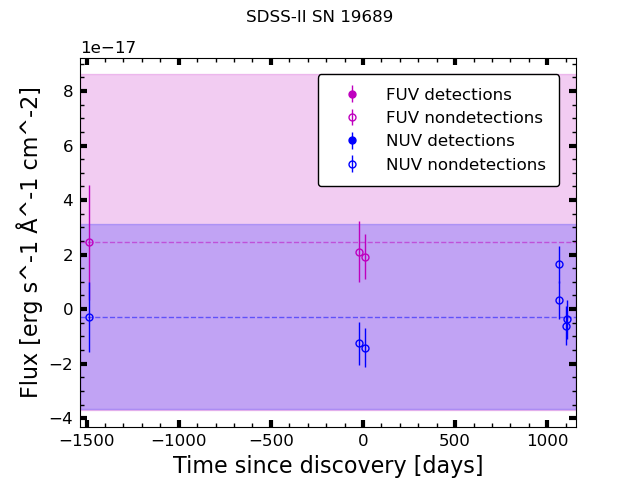 SDSS-II SN 19689
1e−17
8
6
4
2
0
−2
−4
FUV detections
FUV nondetections
NUV detections
NUV nondetections
Flux [erg s^-1 Å^-1 cm^-2]
−1500 −1000 −500 0 500 1000
Time since discovery [days]